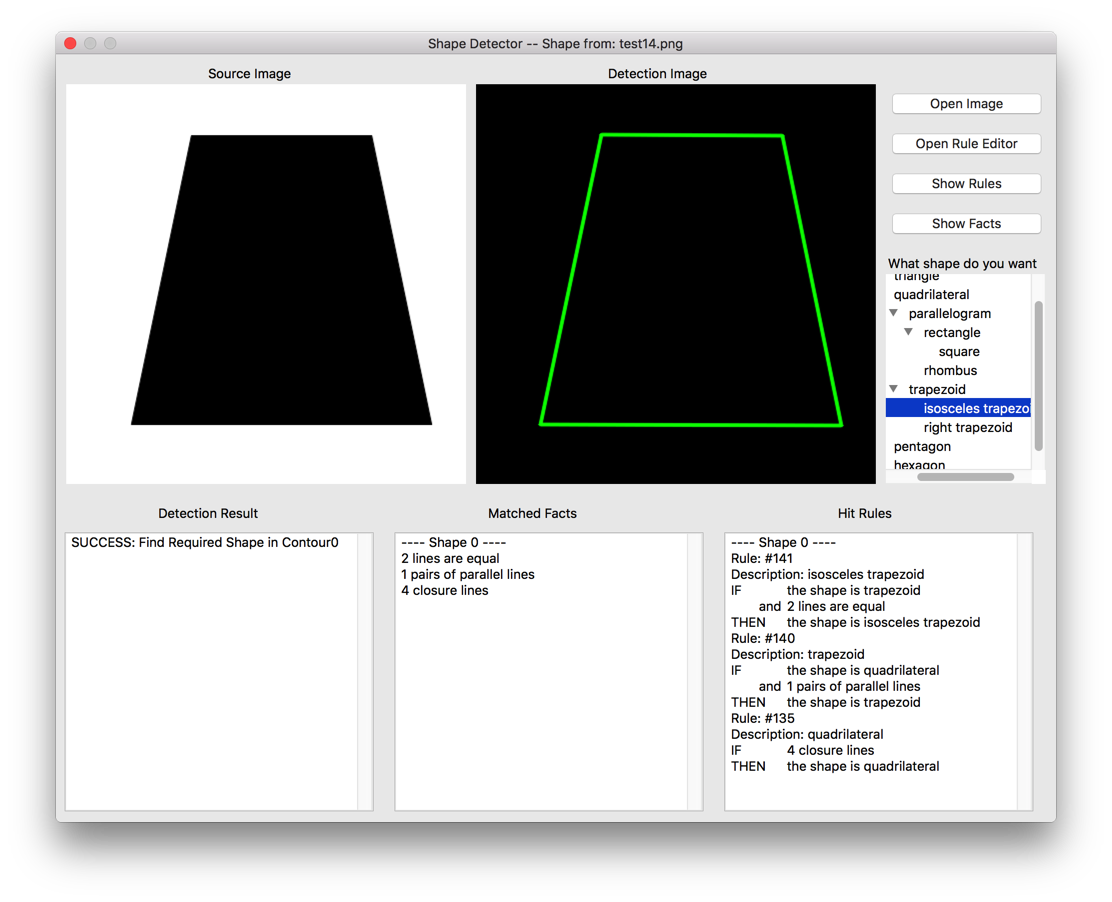 Shape Detector -- Shape from: test14.png
Source Image
Detection Image
Open Image
Open Rule Editor
Show Rules
Show Facts
What shape do you want
triangle
quadrilateral
parallelogram
rectangle
square
rhombus
trapezoid
isosceles trapezoi
right trapezoid
pentagon
hexagon
Detection Result
SUCCESS: Find Required Shape in Contour0
Matched Facts
---- Shape 0 ----
2 lines are equal
1 pairs of parallel lines
4 closure lines
Hit Rules
---- Shape 0 ----
Rule: #141
Description: isosceles trapezoid
IF the shape is trapezoid
and 2 lines are equal
THEN the shape is isosceles trapezoid
Rule: #140
Description: trapezoid
IF the shape is quadrilateral
and 1 pairs of parallel lines
THEN the shape is trapezoid
Rule: #135
Description: quadrilateral
IF 4 closure lines
THEN the shape is quadrilateral